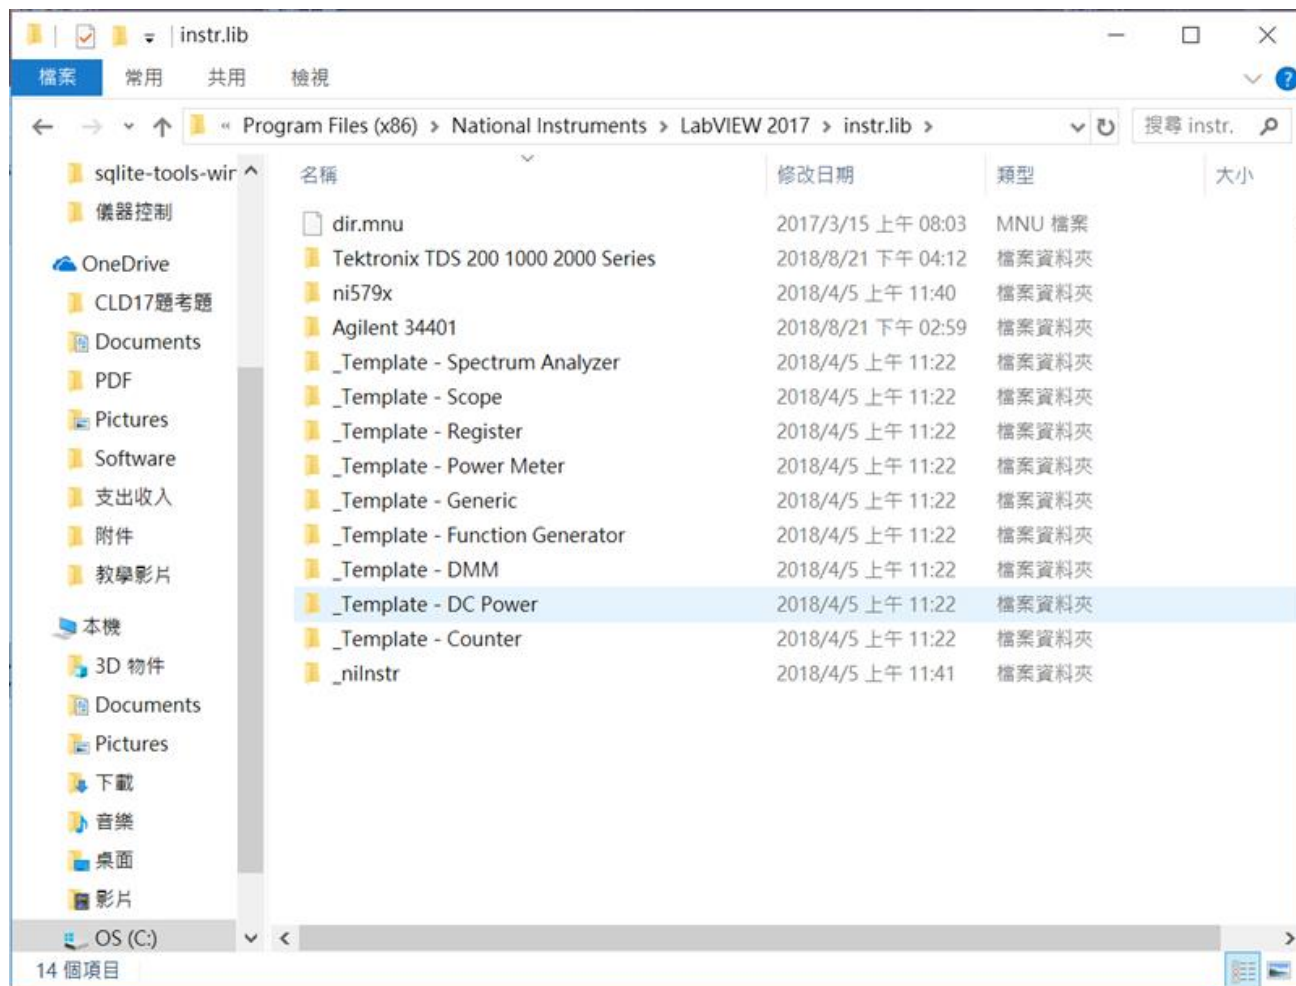 instr.lib
檔案 常用 共用 檢視
« Program Files (x86) > National Instruments > LabVIEW 2017 > instr.lib > 搜尋 instr.
sqlite-tools-wir
儀器控制
OneDrive
CLD17題考題
Documents
PDF
Pictures
Software
支出收入
附件
教學影片
本機
3D 物件
Documents
Pictures
下載
音樂
桌面
影片
OS (C:)
名稱 修改日期 類型 大小
dir.mnu 2017/3/15 上午 08:03 MNU 檔案
Tektronix TDS 200 1000 2000 Series 2018/8/21 下午 04:12 檔案資料夾
ni579x 2018/4/5 上午 11:40 檔案資料夾
Agilent 34401 2018/8/21 下午 02:59 檔案資料夾
_Template - Spectrum Analyzer 2018/4/5 上午 11:22 檔案資料夾
_Template - Scope 2018/4/5 上午 11:22 檔案資料夾
_Template - Register 2018/4/5 上午 11:22 檔案資料夾
_Template - Power Meter 2018/4/5 上午 11:22 檔案資料夾
_Template - Generic 2018/4/5 上午 11:22 檔案資料夾
_Template - Function Generator 2018/4/5 上午 11:22 檔案資料夾
_Template - DMM 2018/4/5 上午 11:22 檔案資料夾
_Template - DC Power 2018/4/5 上午 11:22 檔案資料夾
_Template - Counter 2018/4/5 上午 11:22 檔案資料夾
_niInstr 2018/4/5 上午 11:41 檔案資料夾
14 個項目